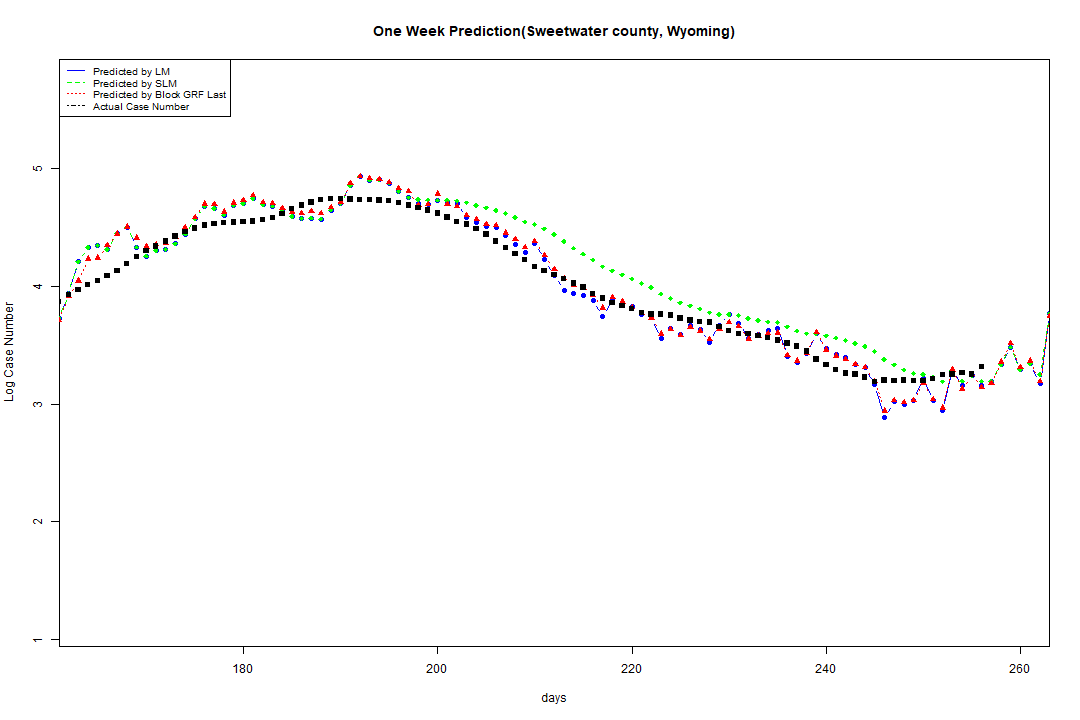 One Week Prediction(Sweetwater county, Wyoming)
Predicted by LM
Predicted by SLM
Predicted by Block GRF Last
Actual Case Number
5
4
3
2
1
Log Case Number
180
200
220
240
260
days